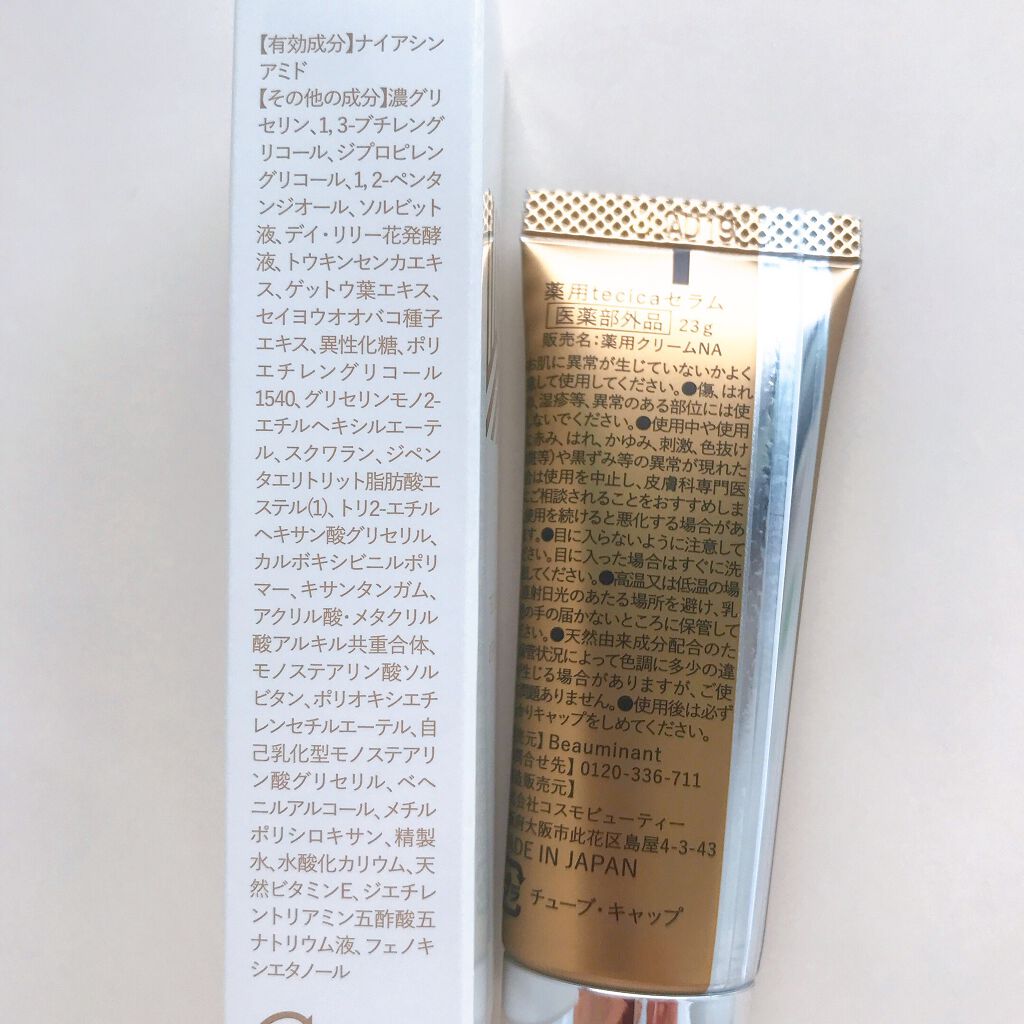 【有効成分】ナイアシン
アミド
【その他の成分】濃グリ
セリン、1,3-ブチレング
リコール、ジプロピレン
グリコール、1,2-ペンタ
ンジオール、ソルビット
液、デイ・リリー花発酵
液、トウキンセンカエキ
ス、ゲットウ葉エキス、
セイヨウオオバコ種子
エキス、異性化糖、ポリ
エチレングリコール
1540、グリセリンモノ2-
エチルヘキシルエーテ
ル、スクワラン、ジペン
タエリトリット脂肪酸エ
ステル(1)、トリ2-エチル
ヘキサン酸グリセリル、
カルボキシビニルポリ
マー、キサンタンガム、
アクリル酸・メタクリル
酸アルキル共重合体、
モノステアリン酸ソル
ビタン、ポリオキシエチ
レンセチルエーテル、自
己乳化型モノステアリ
ン酸グリセリル、ベヘ
ニルアルコール、メチル
ポリシロキサン、精製
水、水酸化カリウム、天
然ビタミンE、ジエチレ
ントリアミン五酢酸五
ナトリウム液、フェノキ
シエタノール
AD19
薬用tecicaセラム
医薬部外品 23g
販売名:薬用クリームNA
お肌に異常が生じていないかよく
して使用してください。●傷、はれ
、湿疹等、異常のある部位には使
しないでください。●使用中や使用
赤み、はれ、かゆみ、刺激、色抜け
等)や黒ずみ等の異常が現れた
は使用を中止し、皮膚科専門医
ご相談されることをおすすめしま
使用を続けると悪化する場合があ
す。●目に入らないように注意して
さい。目に入った場合はすぐに洗
してください。●高温又は低温の場
射日光のあたる場所を避け、乳
の手の届かないところに保管して
ださい。●天然由来成分配合のた
管状況によって色調に多少の違
生じる場合がありますが、ご使
問題ありません。●使用後は必ず
かりキャップをしめてください。
元】Beauminant
合せ先】0120-336-711
販売元】
会社コスモビューティー
府大阪市此花区島屋4-3-43
MADE IN JAPAN
プラ
チューブ・キャップ